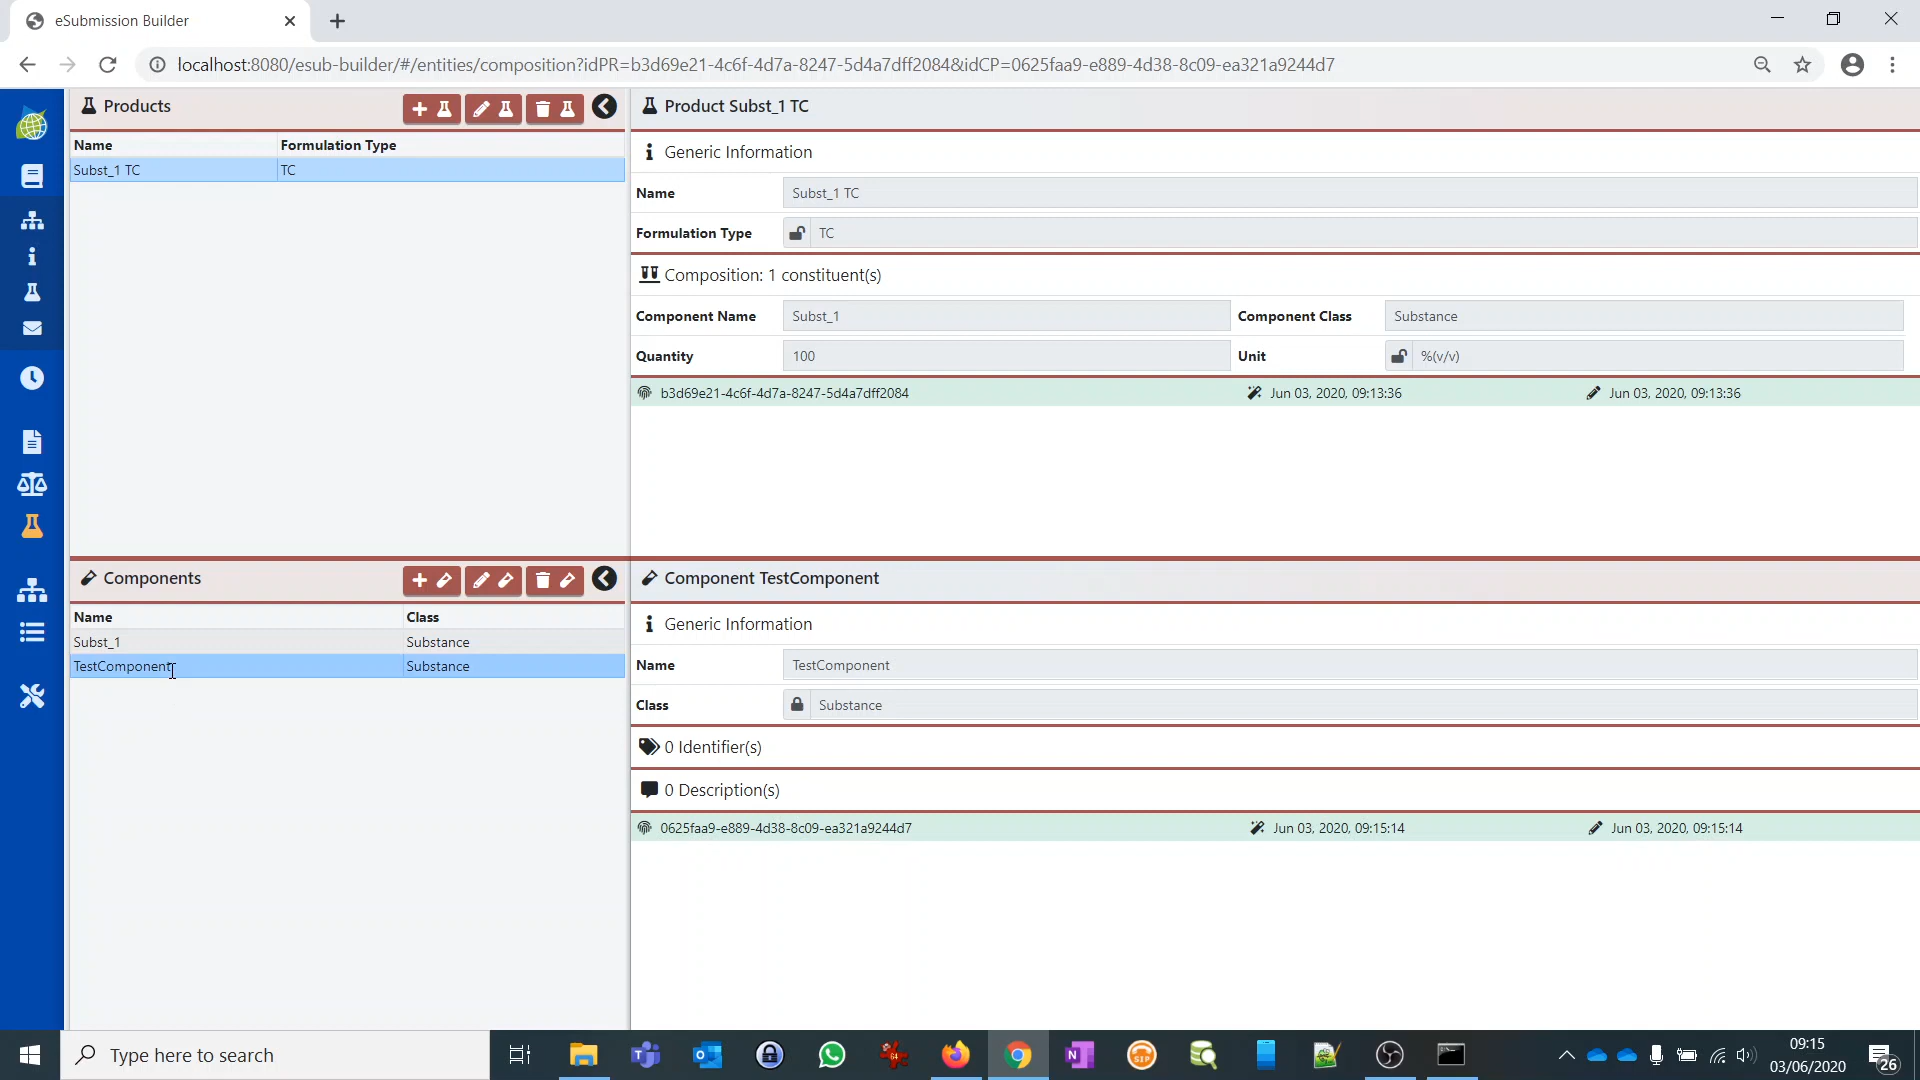 eSubmission Builder
localhost:8080/esub-builder/#/entities/composition?idPR=b3d69e21-4c6f-4d7a-8247-5d4a7dff2084&idCP=0625faa9-e889-4d38-8c09-ea321a9244d7
Products
Name Formulation Type
Subst_1 TC TC
Product Subst_1 TC
Generic Information
Name Subst_1 TC
Formulation Type TC
Composition: 1 constituent(s)
Component Name Subst_1 Component Class Substance
Quantity 100 Unit %(v/v)
b3d69e21-4c6f-4d7a-8247-5d4a7dff2084 Jun 03, 2020, 09:13:36 Jun 03, 2020, 09:13:36
Components
Name Class
Subst_1 Substance
TestComponent Substance
Component TestComponent
Generic Information
Name TestComponent
Class Substance
0 Identifier(s)
0 Description(s)
0625faa9-e889-4d38-8c09-ea321a9244d7 Jun 03, 2020, 09:15:14 Jun 03, 2020, 09:15:14
Type here to search
64
N
SIP
09:15
03/06/2020
26